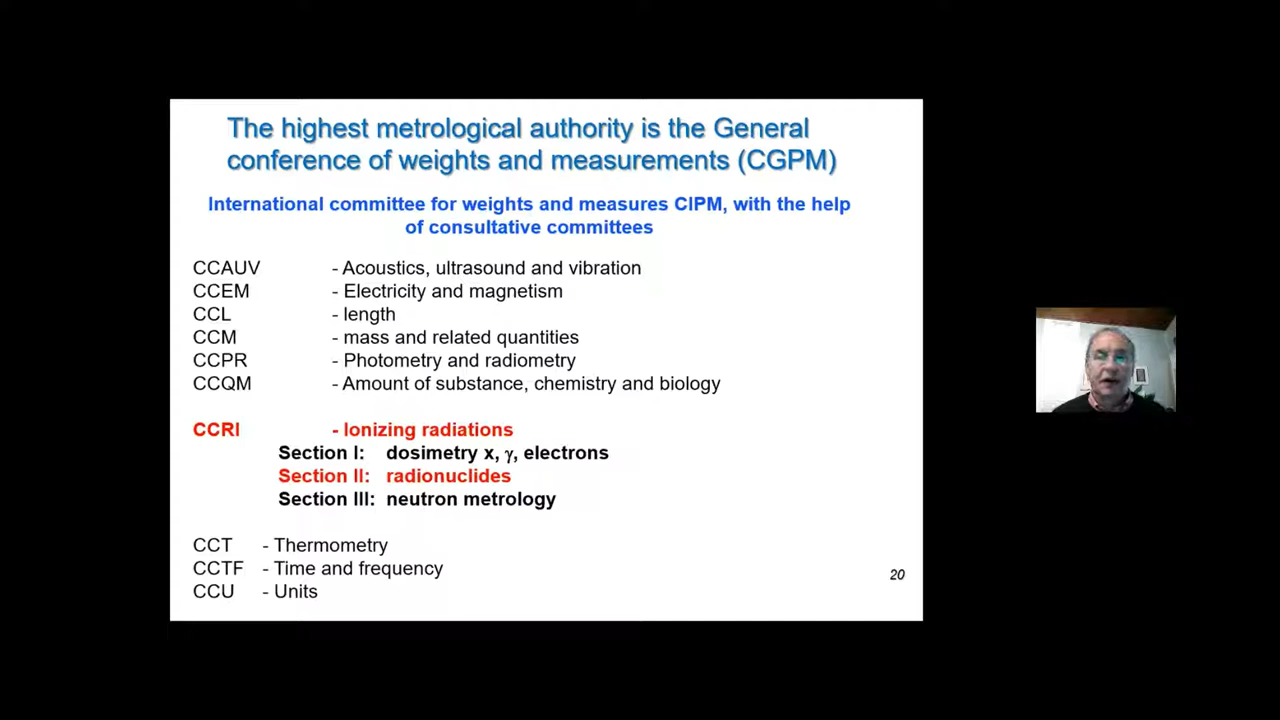 The highest metrological authority is the General
conference of weights and measurements (CGPM)
International committee for weights and measures CIPM, with the help
of consultative committees
CCAUV - Acoustics, ultrasound and vibration
CCEM - Electricity and magnetism
CCL - length
CCM - mass and related quantities
CCPR - Photometry and radiometry
CCQM - Amount of substance, chemistry and biology
CCRI - Ionizing radiations
Section I: dosimetry x, γ, electrons
Section II: radionuclides
Section III: neutron metrology
CCT - Thermometry
CCTF - Time and frequency
CCU - Units
20